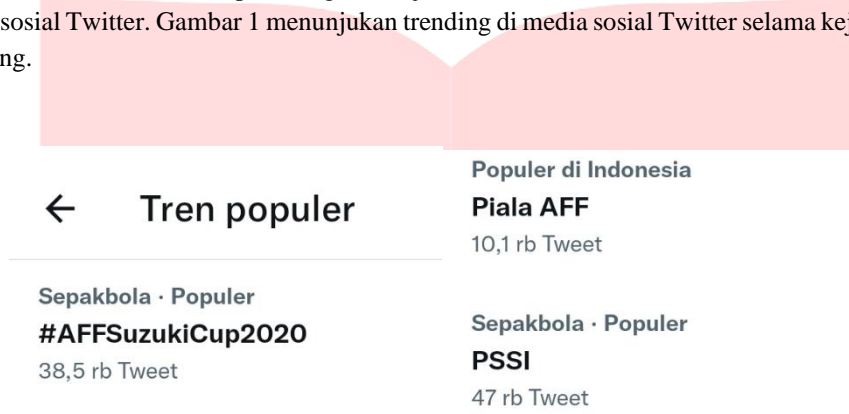 sosial Twitter. Gambar 1 menunjukan trending di media sosial Twitter selama
ng.
Tren populer
Sepakbola · Populer
#AFFSuzukiCup2020
38,5 rb Tweet
Populer di Indonesia
Piala AFF
10,1 rb Tweet
Sepakbola · Populer
PSSI
47 rb Tweet